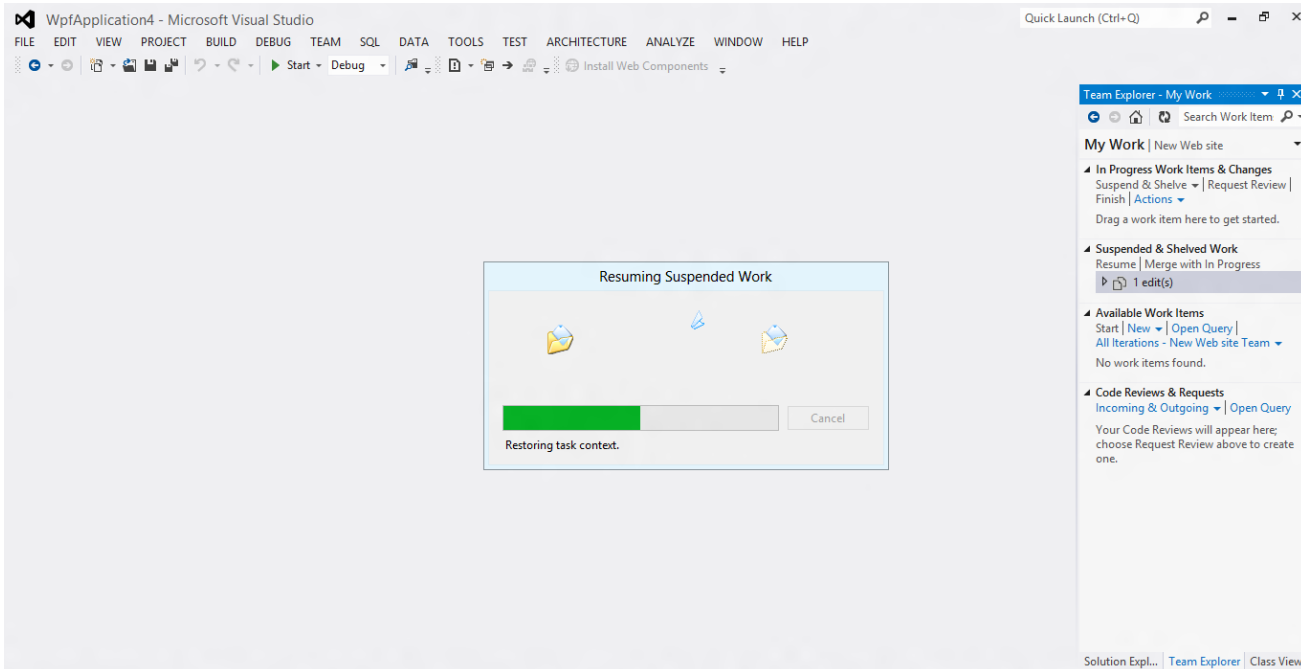 WpfApplication4 - Microsoft Visual Studio
Quick Launch (Ctrl+Q)
FILE EDIT VIEW PROJECT BUILD DEBUG TEAM SQL DATA TOOLS TEST ARCHITECTURE ANALYZE WINDOW HELP
Start Debug Install Web Components
Team Explorer - My Work
Search Work Item
My Work | New Web site
In Progress Work Items & Changes
Suspend & Shelve | Request Review |
Finish | Actions
Drag a work item here to get started.
Suspended & Shelved Work
Resume | Merge with In Progress
1 edit(s)
Available Work Items
Start | New | Open Query |
All Iterations - New Web site Team
No work items found.
Code Reviews & Requests
Incoming & Outgoing | Open Query
Your Code Reviews will appear here;
choose Request Review above to create
one.
Resuming Suspended Work
Cancel
Restoring task context.
Solution Expl... Team Explorer Class View